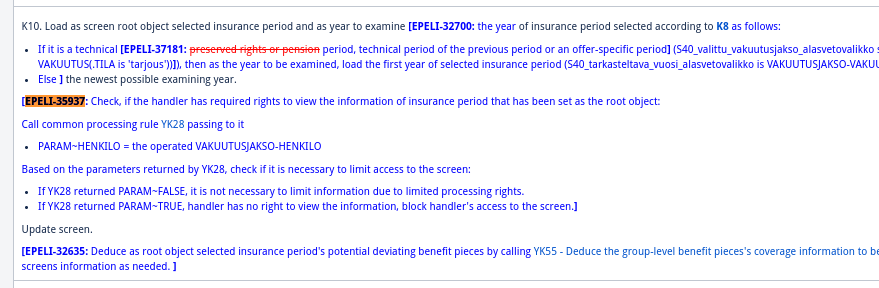 K10. Load as screen root object selected insurance period and as year to examine [EPELI-32700: the year of insurance period selected according to K8 as follows:
If it is a technical [EPELI-37181: preserved rights or pension period, technical period of the previous period or an offer-specific period] (S40_valittu_vakuutusjakso_alasvetovalikko s
VAKUUTUS(.TILA is 'tarjous'))]), then as the year to be examined, load the first year of selected insurance period (S40_tarkasteltava_vuosi_alasvetovalikko is VAKUUTUSJAKSO-VAKUU
Else ] the newest possible examining year.
[EPELI-35937: Check, if the handler has required rights to view the information of insurance period that has been set as the root object:
Call common processing rule YK28 passing to it
PARAM~HENKILO = the operated VAKUUTUSJAKSO-HENKILO
Based on the parameters returned by YK28, check if it is necessary to limit access to the screen:
If YK28 returned PARAM~FALSE, it is not necessary to limit information due to limited processing rights.
If YK28 returned PARAM~TRUE, handler has no right to view the information, block handler's access to the screen.]
Update screen.
[EPELI-32635: Deduce as root object selected insurance period's potential deviating benefit pieces by calling YK55 - Deduce the group-level benefit pieces's coverage information to be
screens information as needed. ]